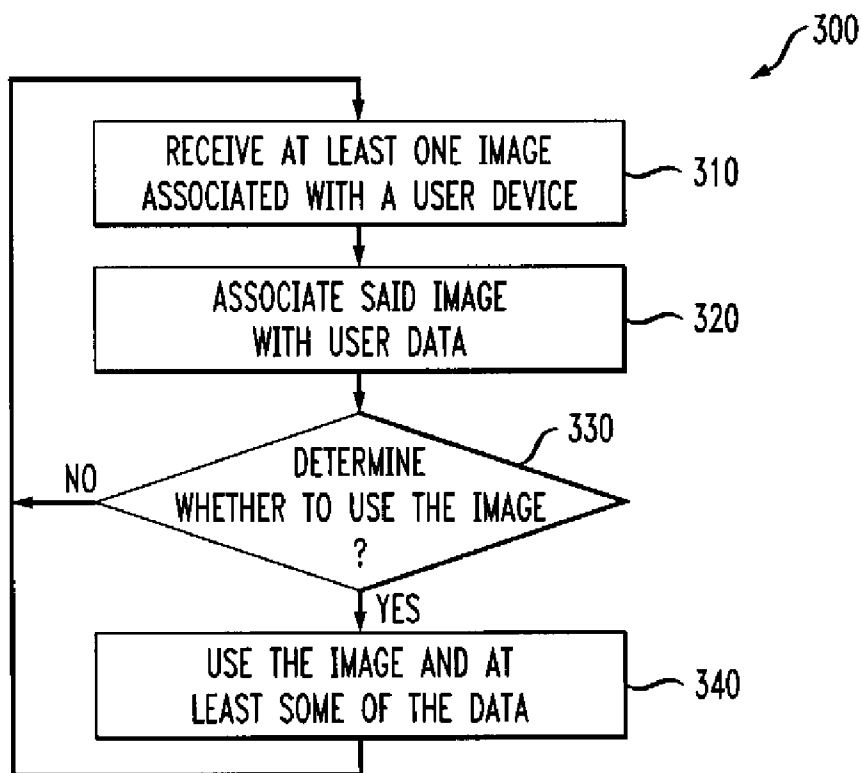 300
RECEIVE AT LEAST ONE IMAGE
ASSOCIATED WITH A USER DEVICE
310
ASSOCIATE SAID IMAGE
WITH USER DATA
320
330
DETERMINE
WHETHER TO USE THE IMAGE
?
NO
YES
USE THE IMAGE AND AT
LEAST SOME OF THE DATA
340